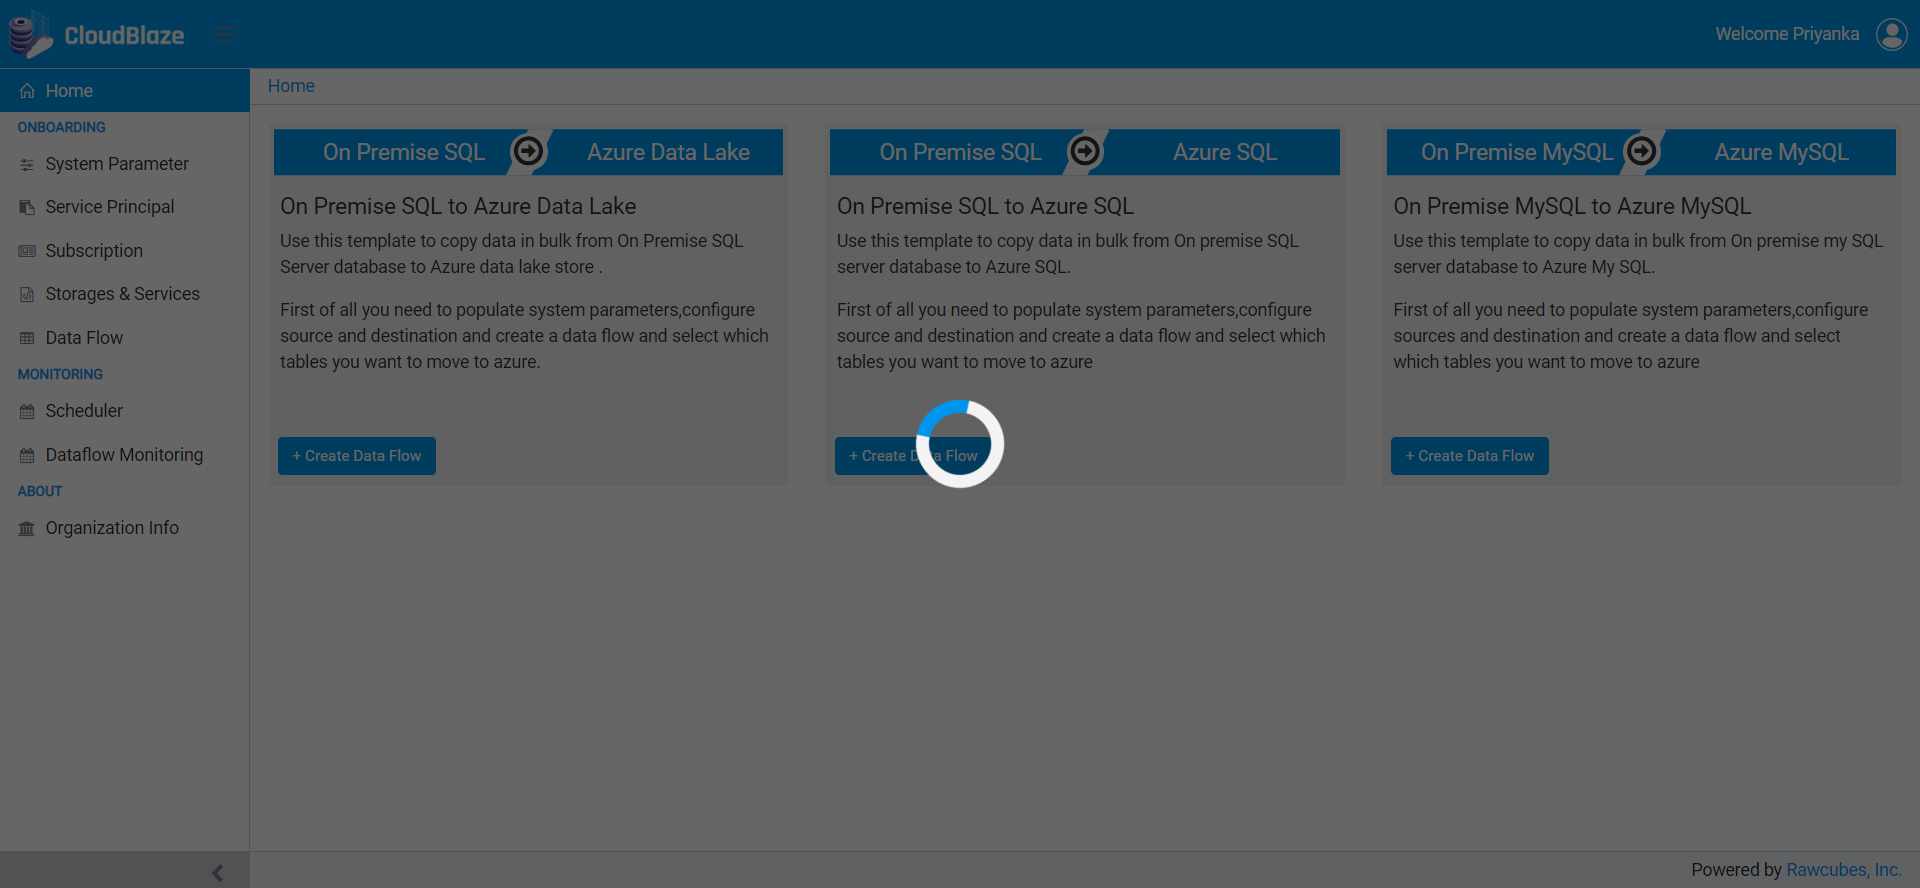 CloudBlaze
Welcome Priyanka
Home
ONBOARDING
System Parameter
Service Principal
Subscription
Storages & Services
Data Flow
MONITORING
Scheduler
Dataflow Monitoring
ABOUT
Organization Info
Home
On Premise SQL
Azure Data Lake
On Premise SQL to Azure Data Lake
Use this template to copy data in bulk from On Premise SQL
Server database to Azure data lake store .
First of all you need to populate system parameters,configure
source and destination and create a data flow and select which
tables you want to move to azure.
+ Create Data Flow
On Premise SQL
Azure SQL
On Premise SQL to Azure SQL
Use this template to copy data in bulk from On premise SQL
server database to Azure SQL.
First of all you need to populate system parameters,configure
source and destination and create a data flow and select which
tables you want to move to azure
+ Create Data Flow
On Premise MySQL
Azure MySQL
On Premise MySQL to Azure MySQL
Use this template to copy data in bulk from On premise my SQL
server database to Azure My SQL.
First of all you need to populate system parameters,configure
sources and destination and create a data flow and select
which tables you want to move to azure
+ Create Data Flow
Powered by Rawcubes, Inc.